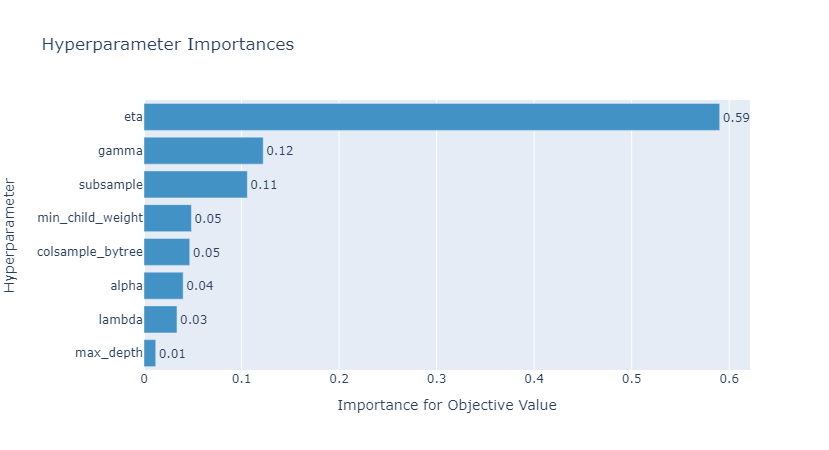 Hyperparameter Importances
Hyperparameter
eta 0.59
gamma 0.12
subsample 0.11
min_child_weight 0.05
colsample_bytree 0.05
alpha 0.04
lambda 0.03
max_depth 0.01
0 0.1 0.2 0.3 0.4 0.5 0.6
Importance for Objective Value